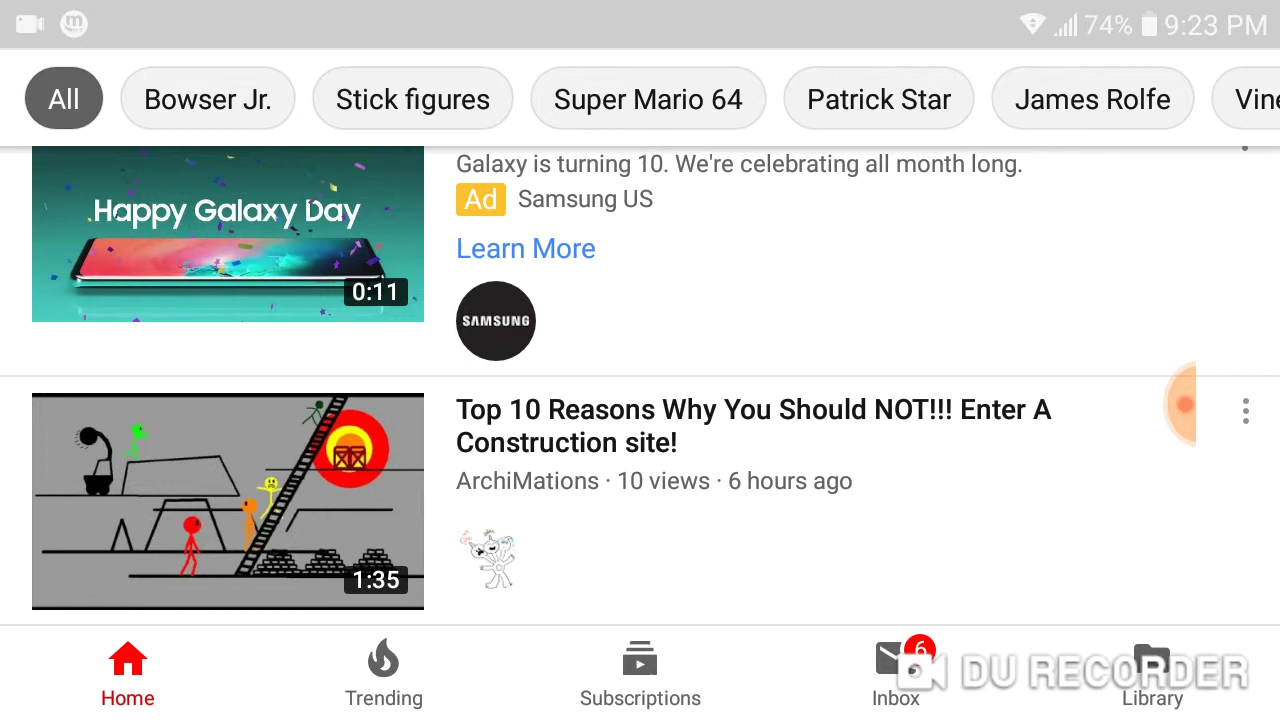 74% 9:23 PM
All Bowser Jr. Stick figures Super Mario 64 Patrick Star James Rolfe Vine
Happy Galaxy Day
0:11
Galaxy is turning 10. We're celebrating all month long.
Ad Samsung US
Learn More
SAMSUNG
1:35
Top 10 Reasons Why You Should NOT!!! Enter A
Construction site!
ArchiMations · 10 views · 6 hours ago
6
DU RECORDER
Home Trending Subscriptions Inbox Library